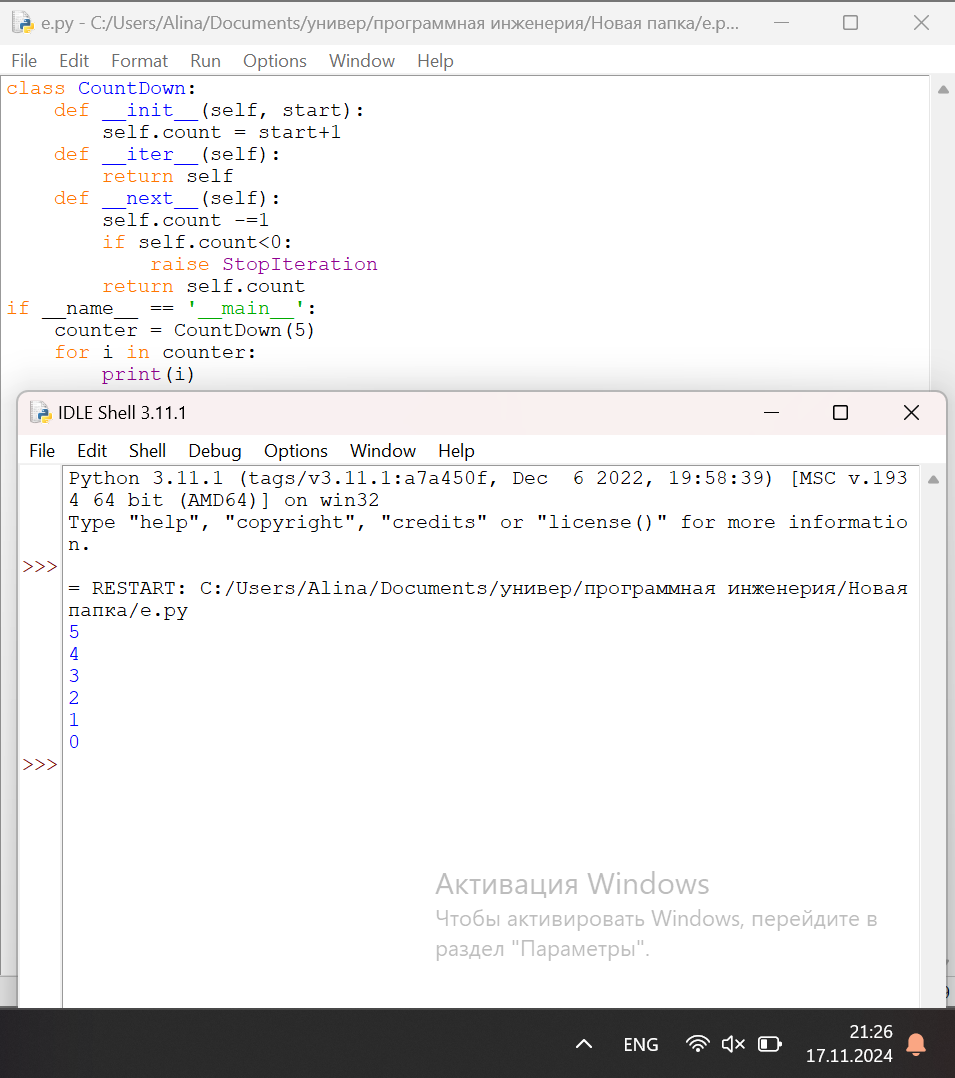 e.py - C:/Users/Alina/Documents/универ/программная инженерия/Новая папка/e.p...
File Edit Format Run Options Window Help
class CountDown:
    def __init__(self, start):
        self.count = start+1
    def __iter__(self):
        return self
    def __next__(self):
        self.count -=1
        if self.count<0:
            raise StopIteration
        return self.count
if __name__ == '__main__':
    counter = CountDown(5)
    for i in counter:
        print(i)
IDLE Shell 3.11.1
File Edit Shell Debug Options Window Help
Python 3.11.1 (tags/v3.11.1:a7a450f, Dec  6 2022, 19:58:39) [MSC v.193
4 64 bit (AMD64)] on win32
Type "help", "copyright", "credits" or "license()" for more informatio
n.
>>>
= RESTART: C:/Users/Alina/Documents/универ/программная инженерия/Новая
папка/e.py
5
4
3
2
1
0
>>>
Активация Windows
Чтобы активировать Windows, перейдите в
раздел "Параметры".
ENG
21:26
17.11.2024